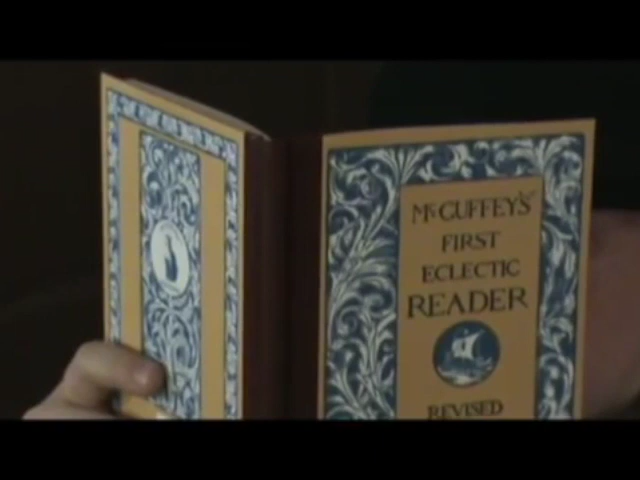 McGUFFEY'S
FIRST
ECLECTIC
READER
REVISED